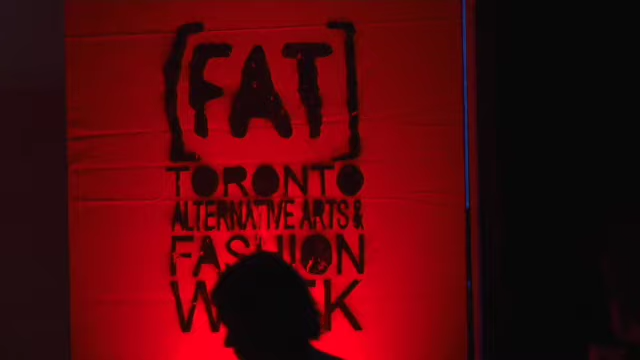 [FAT]
TORONTO
ALTERNATIVE ARTS &
FASHION
W K